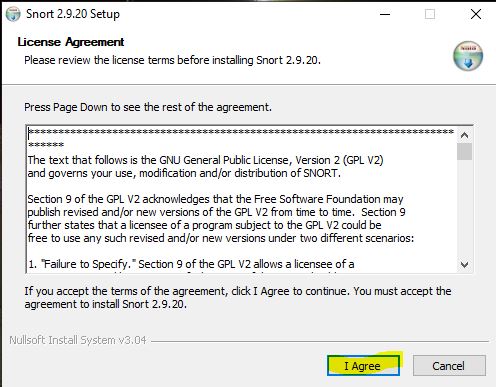 Snort 2.9.20 Setup
License Agreement
Please review the license terms before installing Snort 2.9.20.
Press Page Down to see the rest of the agreement.
******
The text that follows is the GNU General Public License, Version 2 (GPL V2)
and governs your use, modification and/or distribution of SNORT.
Section 9 of the GPL V2 acknowledges that the Free Software Foundation may
publish revised and/or new versions of the GPL V2 from time to time.  Section 9
further states that a licensee of a program subject to the GPL V2 could be
free to use any such revised and/or new versions under two different scenarios:
1. "Failure to Specify." Section 9 of the GPL V2 allows a licensee of a
If you accept the terms of the agreement, click I Agree to continue. You must accept the
agreement to install Snort 2.9.20.
Nullsoft Install System v3.04
I Agree
Cancel